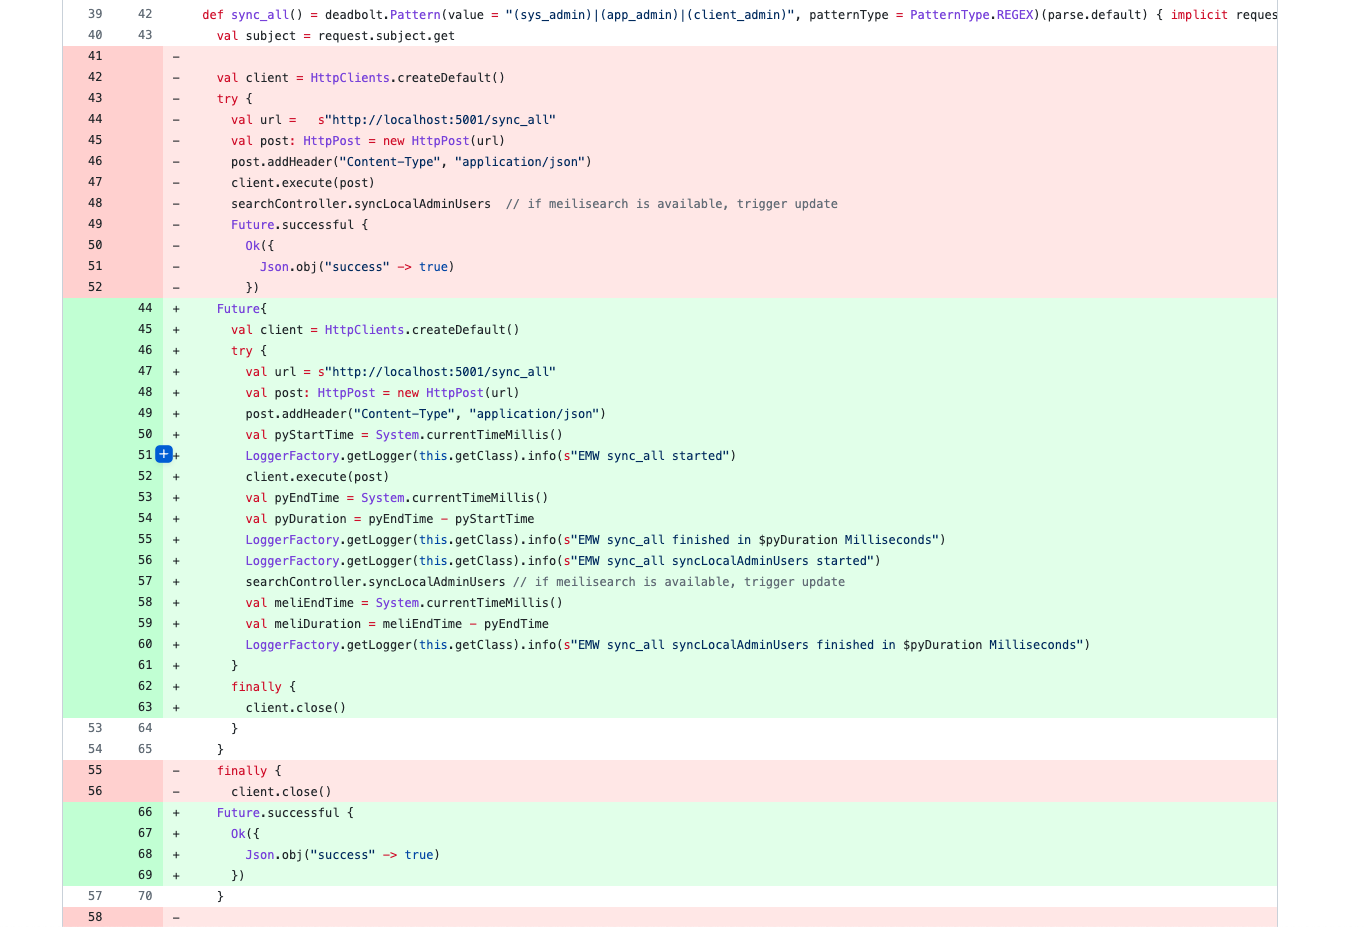 39 42 def sync_all() = deadbolt.Pattern(value = "(sys_admin)|(app_admin)|(client_admin)", patternType = PatternType.REGEX)(parse.default) { implicit reques
40 43 val subject = request.subject.get
41 -
42 - val client = HttpClients.createDefault()
43 - try {
44 - val url = s"http://localhost:5001/sync_all"
45 - val post: HttpPost = new HttpPost(url)
46 - post.addHeader("Content-Type", "application/json")
47 - client.execute(post)
48 - searchController.syncLocalAdminUsers // if meilisearch is available, trigger update
49 - Future.successful {
50 - Ok({
51 - Json.obj("success" -> true)
52 - })
44 + Future{
45 + val client = HttpClients.createDefault()
46 + try {
47 + val url = s"http://localhost:5001/sync_all"
48 + val post: HttpPost = new HttpPost(url)
49 + post.addHeader("Content-Type", "application/json")
50 + val pyStartTime = System.currentTimeMillis()
51 + LoggerFactory.getLogger(this.getClass).info(s"EMW sync_all started")
52 + client.execute(post)
53 + val pyEndTime = System.currentTimeMillis()
54 + val pyDuration = pyEndTime - pyStartTime
55 + LoggerFactory.getLogger(this.getClass).info(s"EMW sync_all finished in $pyDuration Milliseconds")
56 + LoggerFactory.getLogger(this.getClass).info(s"EMW sync_all syncLocalAdminUsers started")
57 + searchController.syncLocalAdminUsers // if meilisearch is available, trigger update
58 + val meliEndTime = System.currentTimeMillis()
59 + val meliDuration = meliEndTime - pyEndTime
60 + LoggerFactory.getLogger(this.getClass).info(s"EMW sync_all syncLocalAdminUsers finished in $pyDuration Milliseconds")
61 + }
62 + finally {
63 + client.close()
53 64 }
54 65 }
55 - finally {
56 - client.close()
66 + Future.successful {
67 + Ok({
68 + Json.obj("success" -> true)
69 + })
57 70 }
58 -